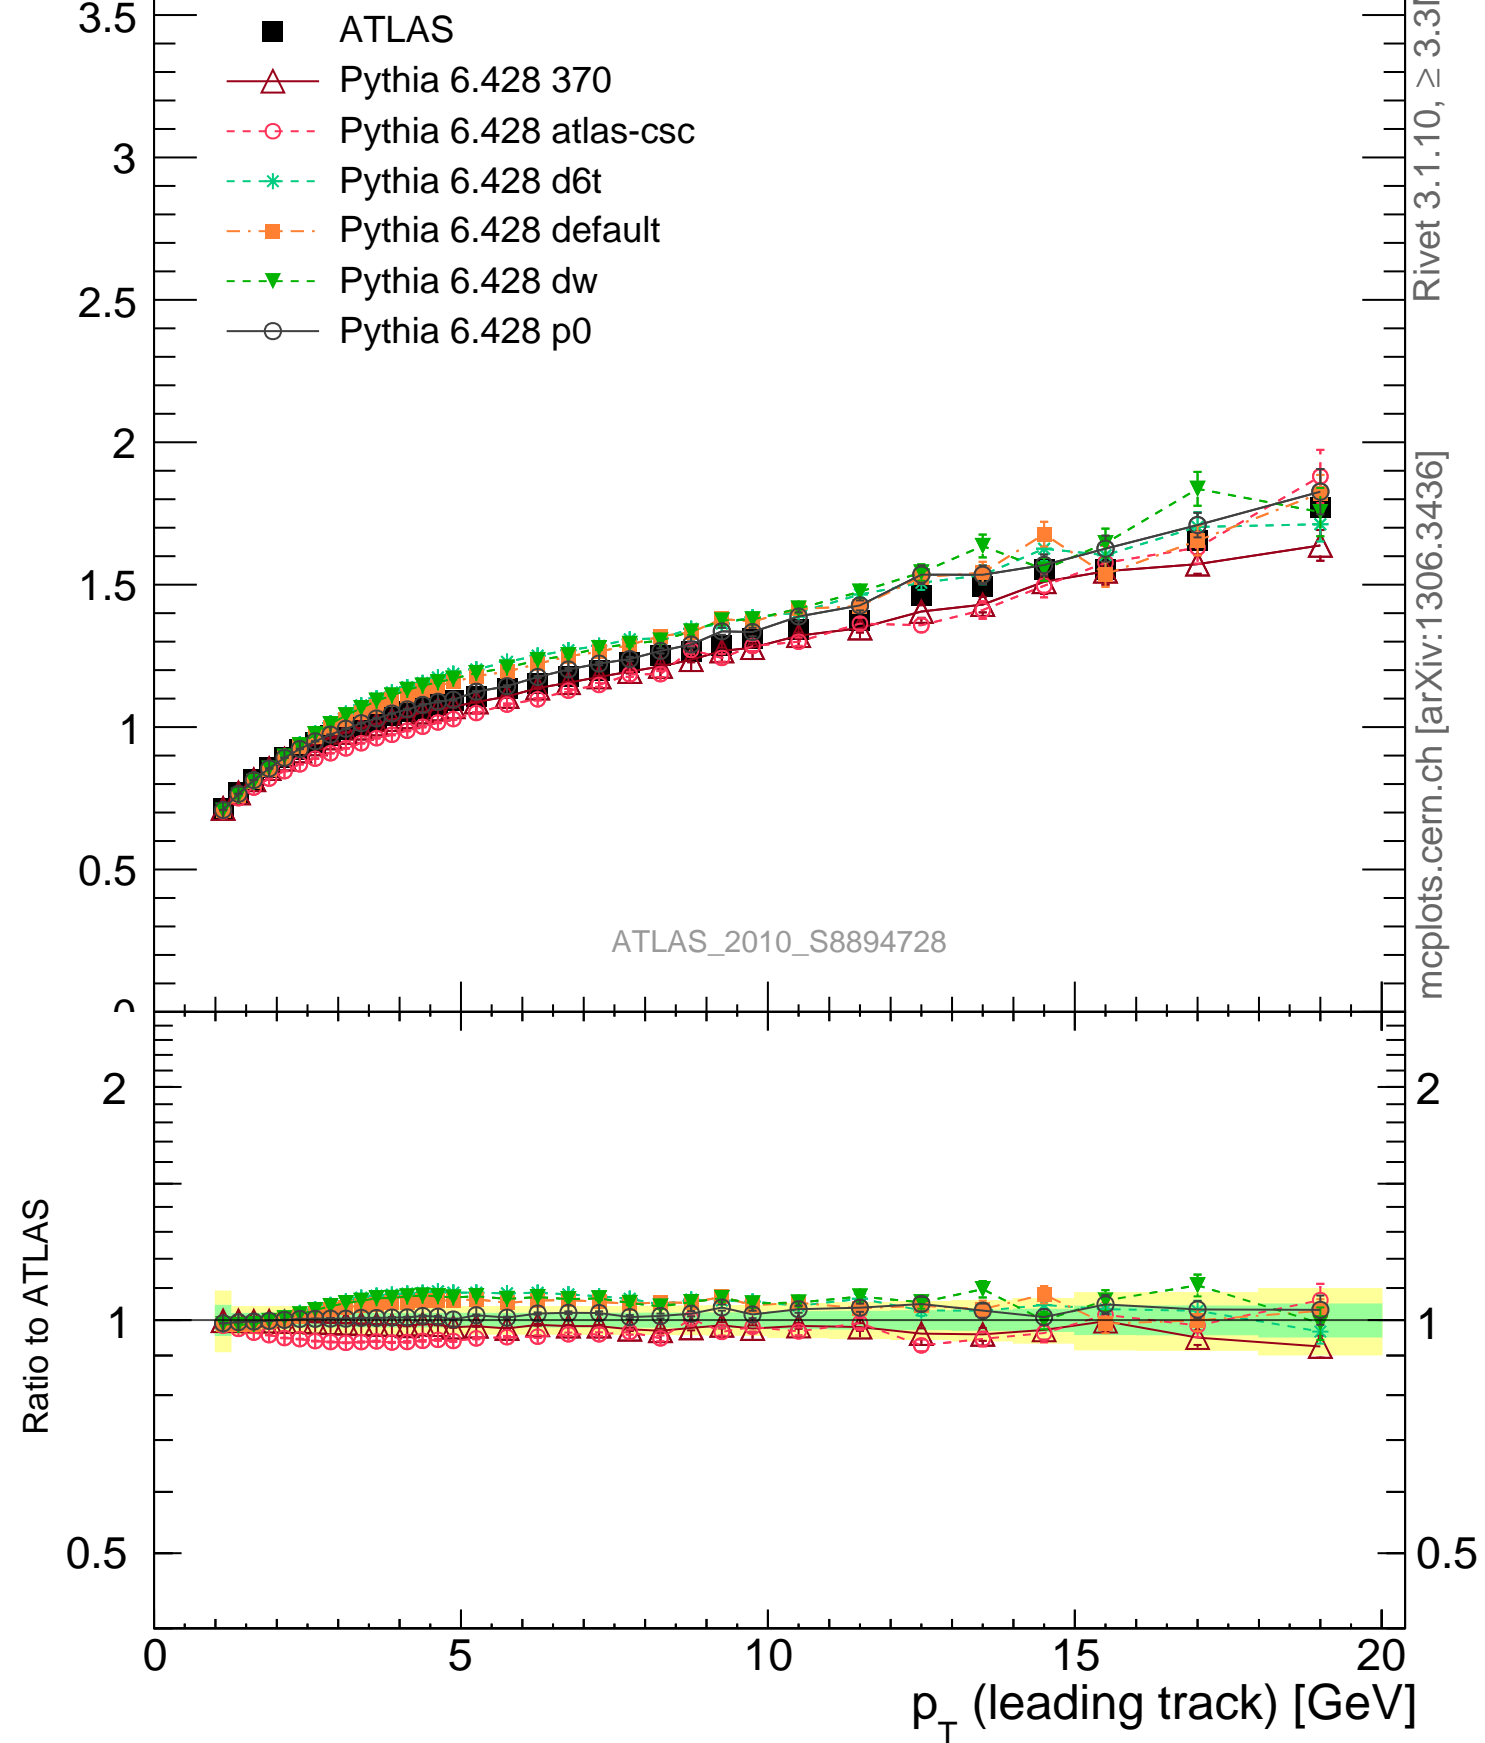 3.5
3
2.5
2
1.5
1
0.5
0
ATLAS
Pythia 6.428 370
Pythia 6.428 atlas-csc
Pythia 6.428 d6t
Pythia 6.428 default
Pythia 6.428 dw
Pythia 6.428 p0
ATLAS_2010_S8894728
Rivet 3.1.10, ≥ 3.3
mcplots.cern.ch [arXiv:1306.3436]
Ratio to ATLAS
2
1
0.5
2
1
0.5
0
5
10
15
20
p_T (leading track) [GeV]